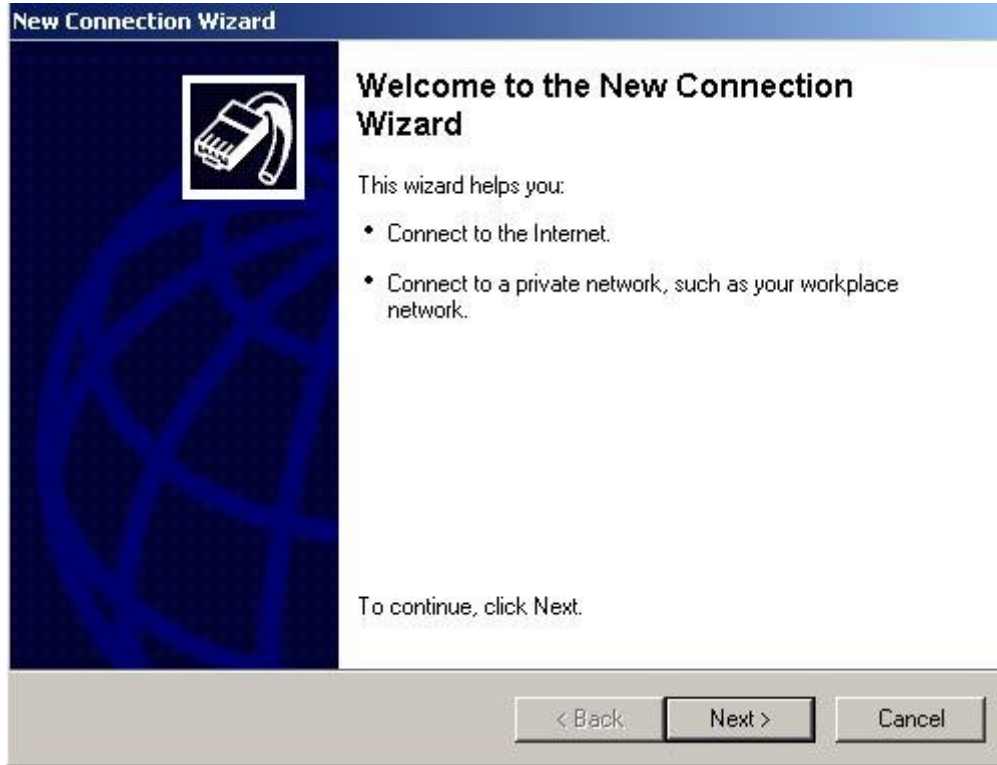 New Connection Wizard
Welcome to the New Connection
Wizard
This wizard helps you:
• Connect to the Internet.
• Connect to a private network, such as your workplace
network.
To continue, click Next.
< Back
Next >
Cancel